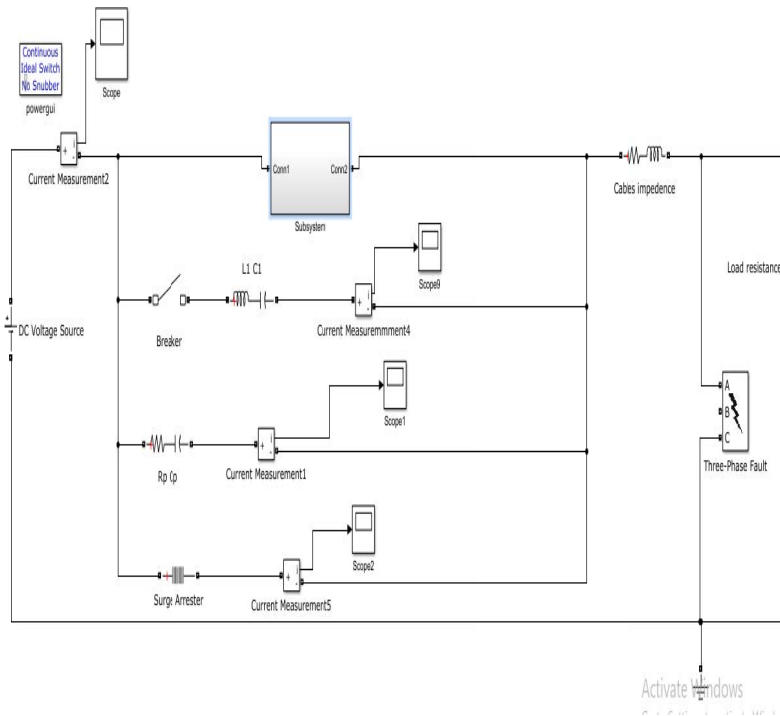 Continuous
Ideal Switch
No Snubber
powergui
Scope
i
+
-
Current Measurement2
Conn1
Conn2
Subsystem
Cables impedence
Load resistance
L1 C1
i
+
-
Scope9
Breaker
Current Measuremmment4
+
DC Voltage Source
Scope1
A
B
C
Three-Phase Fault
i
+
-
Rp Cp
Current Measurement1
Scope2
i
+
-
Surge Arrester
Current Measurement5
Activate Windows